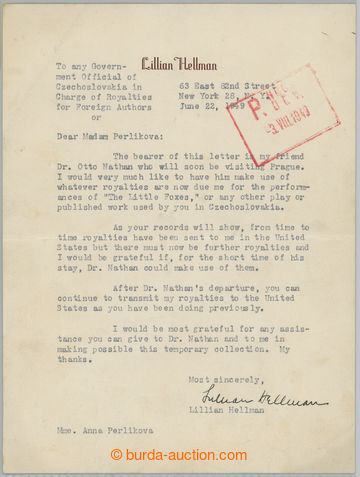 Lillian Hellman
To any Govern-
ment Official of
Czechoslovakia in
Charge of Royalties
for Foreign Authors
or
63 East 82nd Street
New York 28, N. Y.
June 22, 1949
3. VIII. 1949
Dear Madam Perlikova:
The bearer of this letter is my friend
Dr. Otto Nathan who will soon be visiting Prague.
I would very much like to have him make use of
whatever royalties are now due me for the perform-
ances of "The Little Foxes," or any other play or
published work used by you in Czechoslovakia.
As your records will show, from time to
time royalties have been sent to me in the United
States but there must now be further royalties and
I would be grateful if, for the short time of his
stay, Dr. Nathan could make use of them.
After Dr. Nathan's departure, you can
continue to transmit my royalties to the United
States as you have been doing previously.
I would be most grateful for any assis-
tance you can give to Dr. Nathan and to me in
making possible this temporary collection. My
thanks.
Most sincerely,
Lillian Hellman
Lillian Hellman
Mme. Anna Perlikova
burda-auction.com